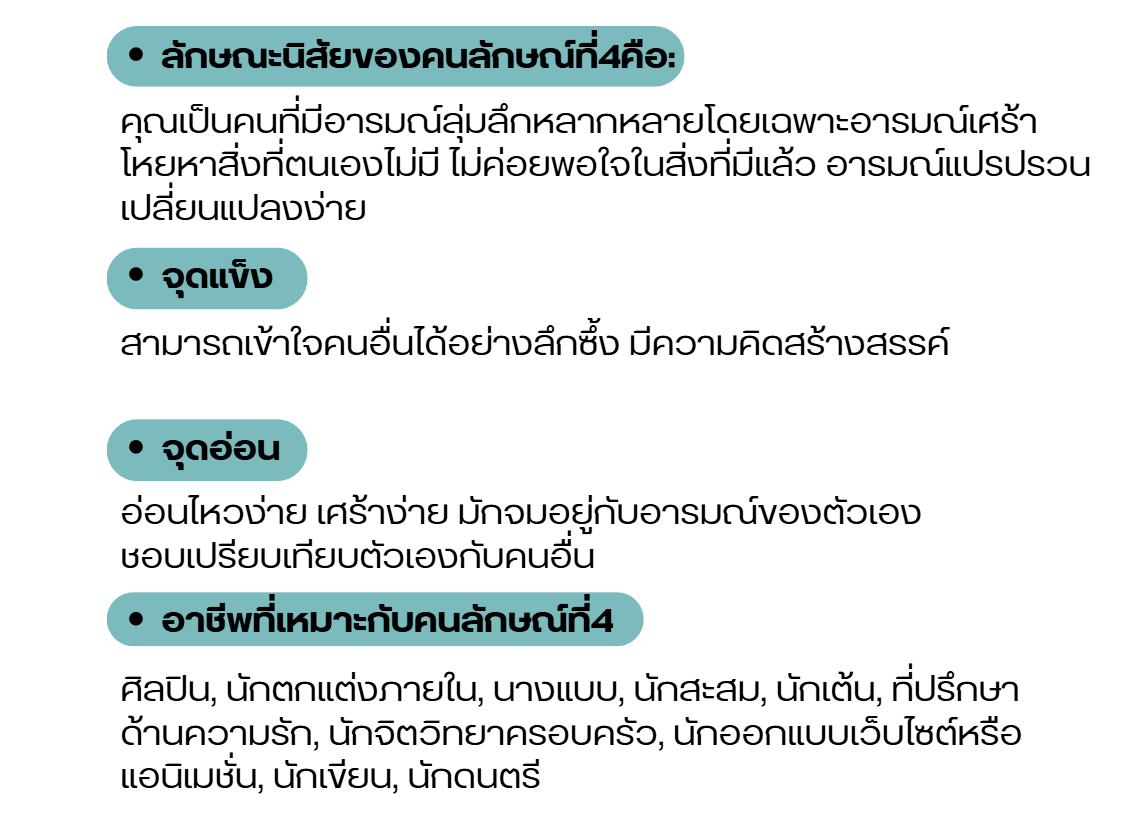 • ลักษณะนิสัยของคนลักษณ์ที่4คือ:
คุณเป็นคนที่มีอารมณ์ลุ่มลึกหลากหลายโดยเฉพาะอารมณ์เศร้า
โหยหาสิ่งที่ตนเองไม่มี ไม่ค่อยพอใจในสิ่งที่มีแล้ว อารมณ์แปรปรวน
เปลี่ยนแปลงง่าย
• จุดแข็ง
สามารถเข้าใจคนอื่นได้อย่างลึกซึ้ง มีความคิดสร้างสรรค์
• จุดอ่อน
อ่อนไหวง่าย เศร้าง่าย มักจมอยู่กับอารมณ์ของตัวเอง
ชอบเปรียบเทียบตัวเองกับคนอื่น
• อาชีพที่เหมาะกับคนลักษณ์ที่4
ศิลปิน, นักตกแต่งภายใน, นางแบบ, นักสะสม, นักเต้น, ที่ปรึกษา
ด้านความรัก, นักจิตวิทยาครอบครัว, นักออกแบบเว็บไซต์หรือ
แอนิเมชั่น, นักเขียน, นักดนตรี